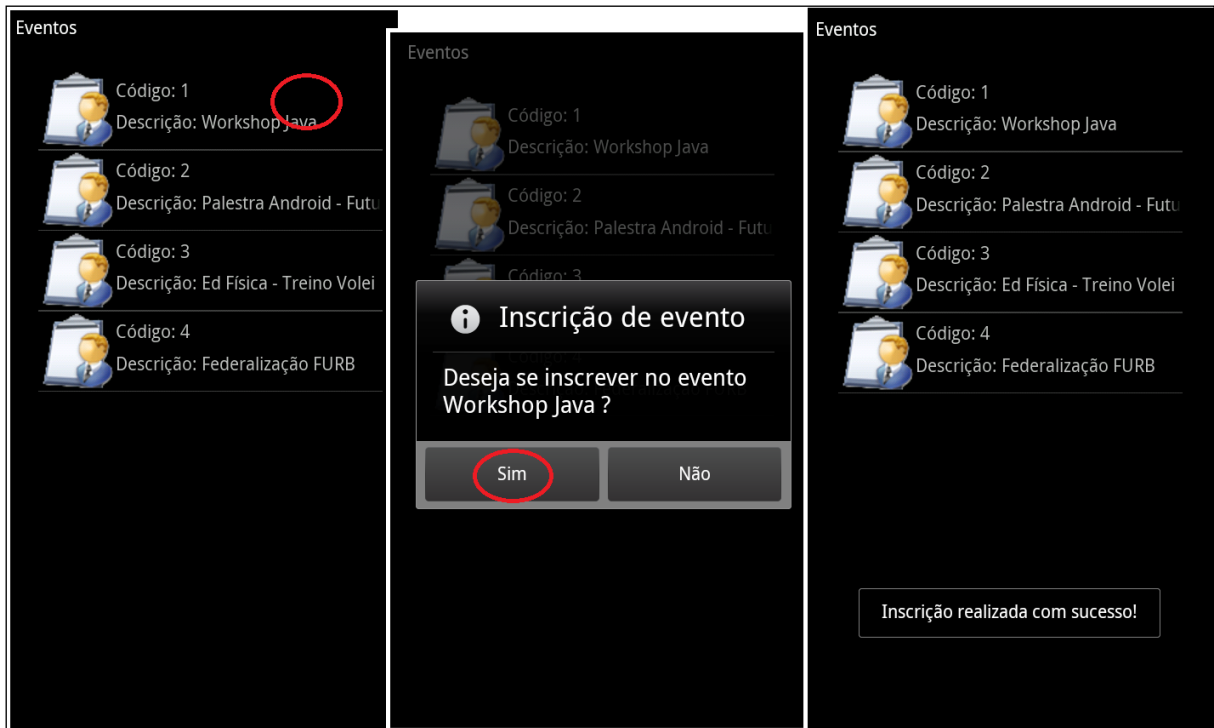 Eventos
Código: 1
Descrição: Workshop Java
Código: 2
Descrição: Palestra Android - Futu
Código: 3
Descrição: Ed Física - Treino Volei
Código: 4
Descrição: Federalização FURB
Eventos
Código: 1
Descrição: Workshop Java
Código: 2
Descrição: Palestra Android - Futu
Código: 3
Inscrição de evento
Deseja se inscrever no evento
Workshop Java ?
Sim
Não
Eventos
Código: 1
Descrição: Workshop Java
Código: 2
Descrição: Palestra Android - Futu
Código: 3
Descrição: Ed Física - Treino Volei
Código: 4
Descrição: Federalização FURB
Inscrição realizada com sucesso!